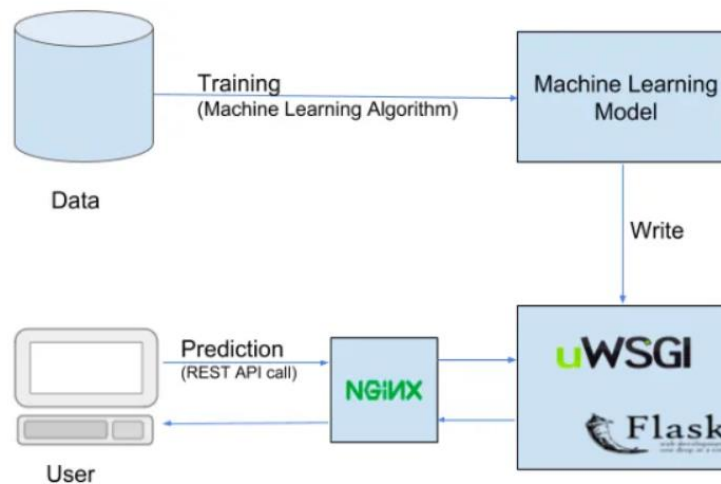 Training
(Machine Learning Algorithm)
Machine Learning
Model
Data
Write
Prediction
(REST API call)
NGiNX
uWSGI
Flask
User